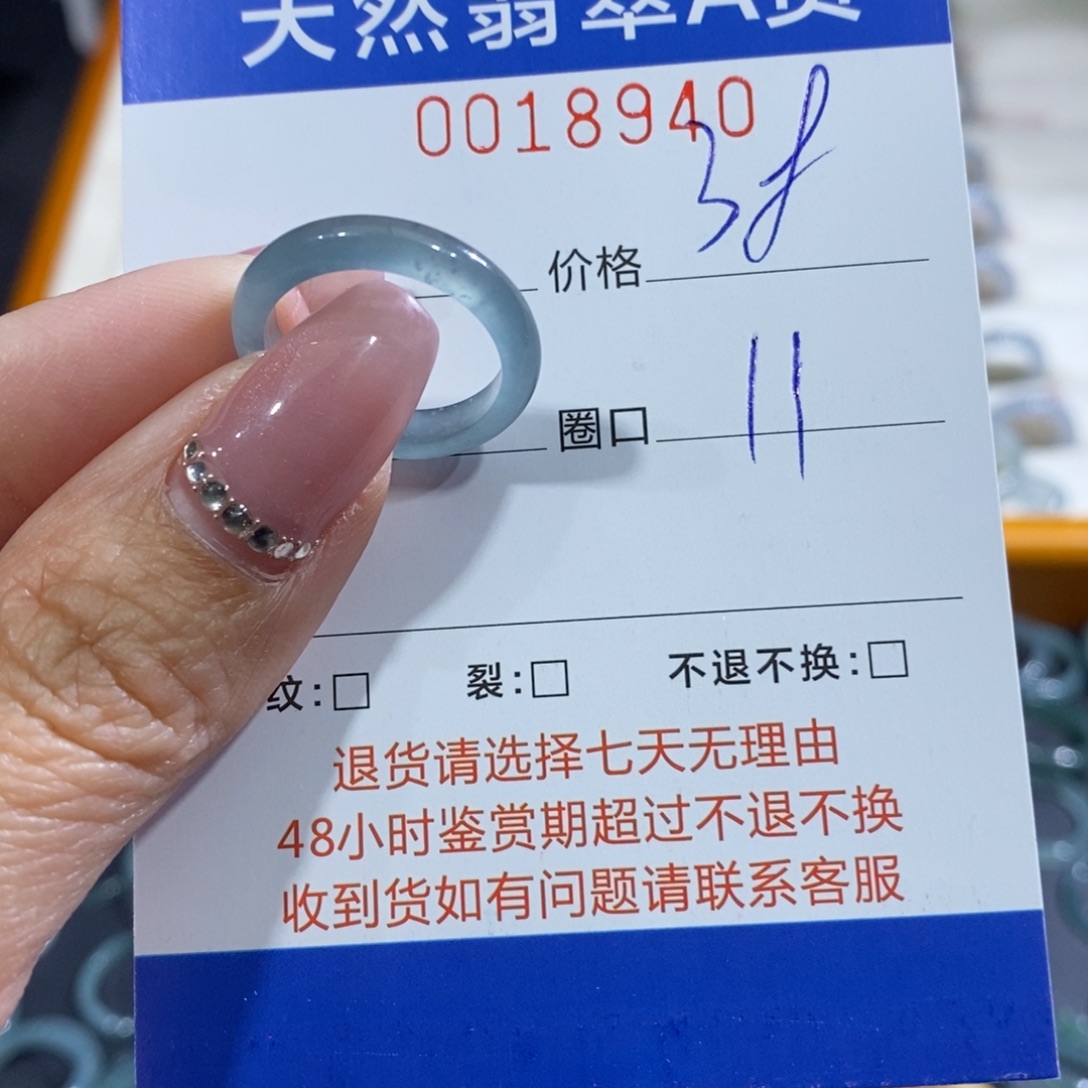 天然翡翠A货
0018940
价格
圈口 11
纹:□ 裂:□ 不退不换:□
退货请选择七天无理由
48小时鉴赏期超过不退不换
收到货如有问题请联系客服